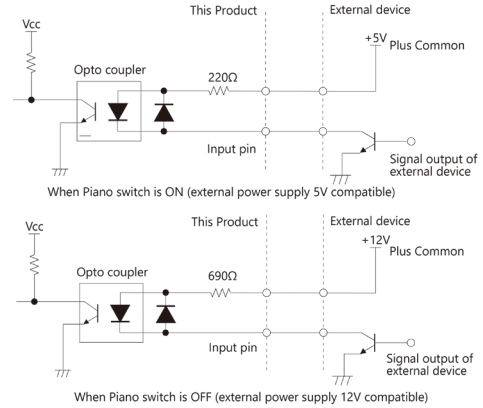 This Product
External device
Vcc
+5V
Plus Common
Opto coupler
220Ω
Input pin
Signal output of
external device
When Piano switch is ON (external power supply 5V compatible)
This Product
External device
Vcc
+12V
Plus Common
Opto coupler
690Ω
Input pin
Signal output of
external device
When Piano switch is OFF (external power supply 12V compatible)